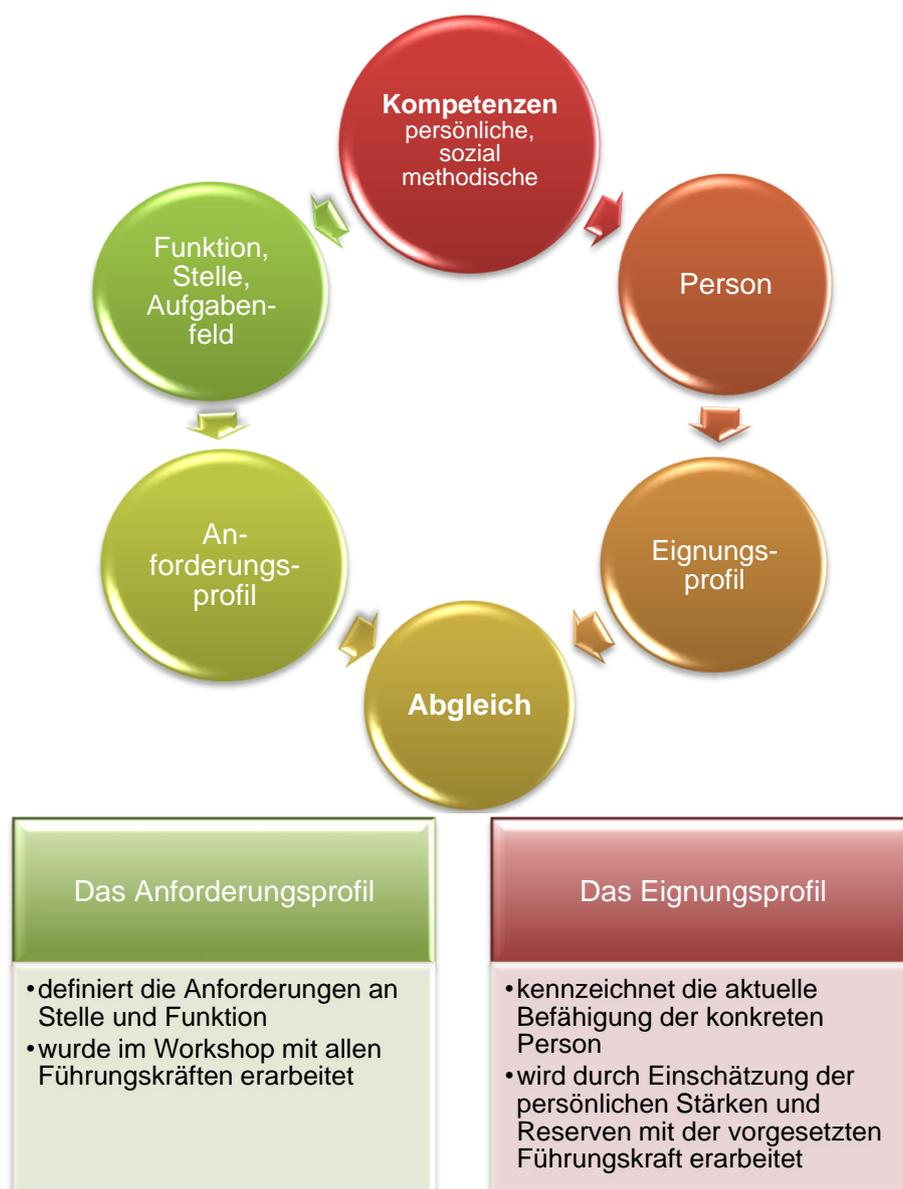 Kompetenzen
persönliche,
sozial
methodische
Funktion,
Stelle,
Aufgaben-
feld
Person
An-
forderungs-
profil
Eignungs-
profil
Abgleich
Das Anforderungsprofil
•definiert die Anforderungen an
Stelle und Funktion
•wurde im Workshop mit allen
Führungskräften erarbeitet
Das Eignungsprofil
•kennzeichnet die aktuelle
Befähigung der konkreten
Person
•wird durch Einschätzung der
persönlichen Stärken und
Reserven mit der vorgesetzten
Führungskraft erarbeitet